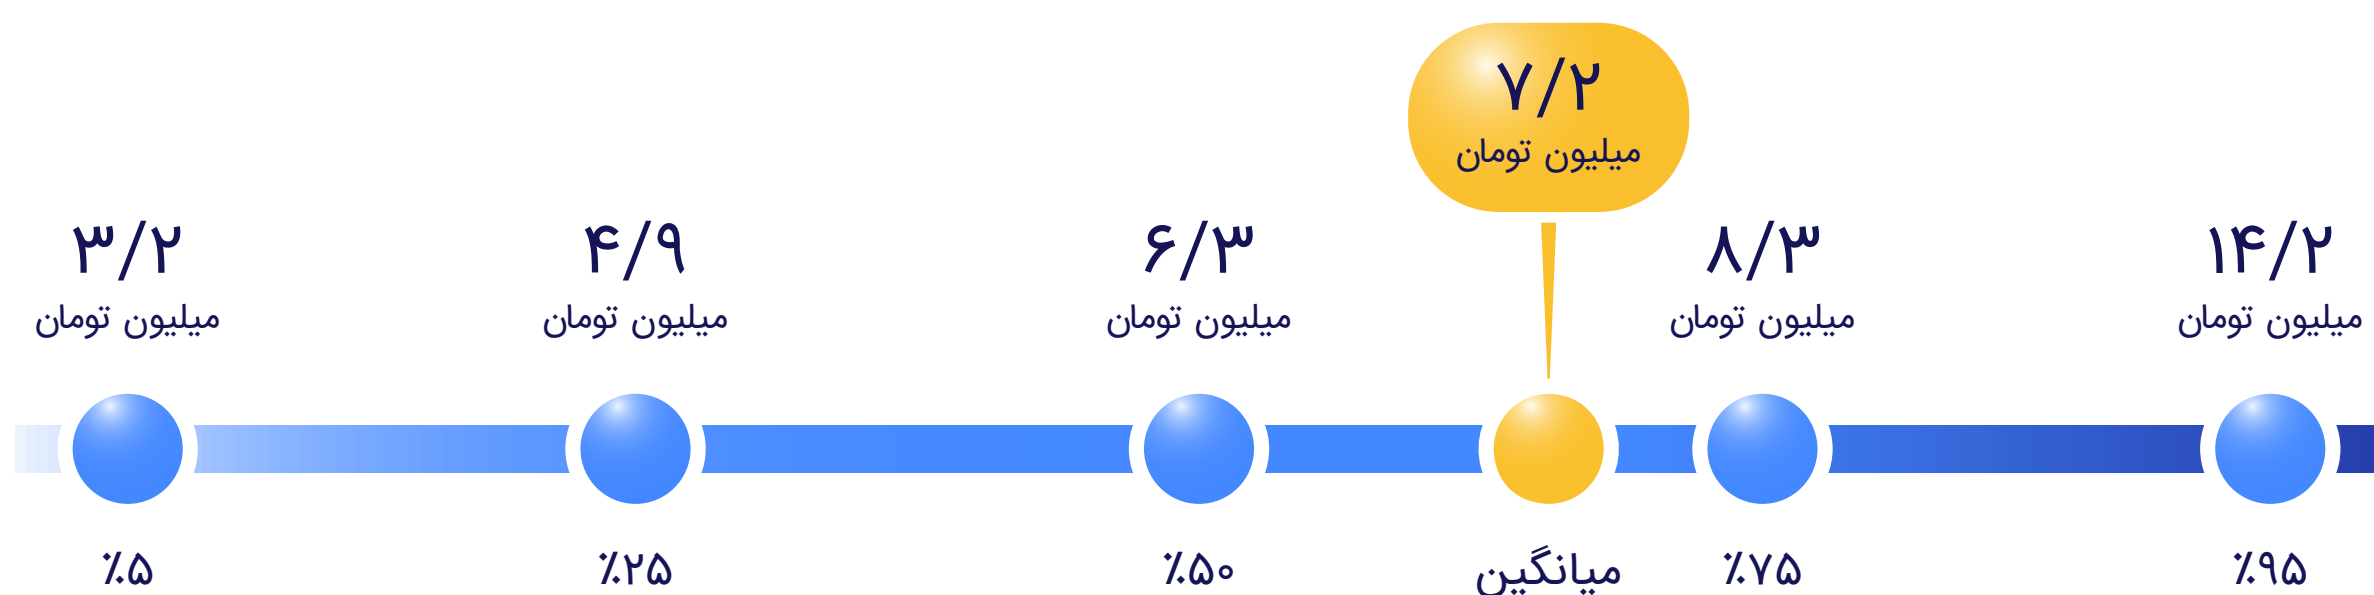 ۷/۲
میلیون تومان
۳/۲
میلیون تومان
۴/۹
میلیون تومان
۶/۳
میلیون تومان
۸/۳
میلیون تومان
۱۴/۲
میلیون تومان
٪۵
٪۲۵
٪۵۰
میانگین
٪۷۵
٪۹۵